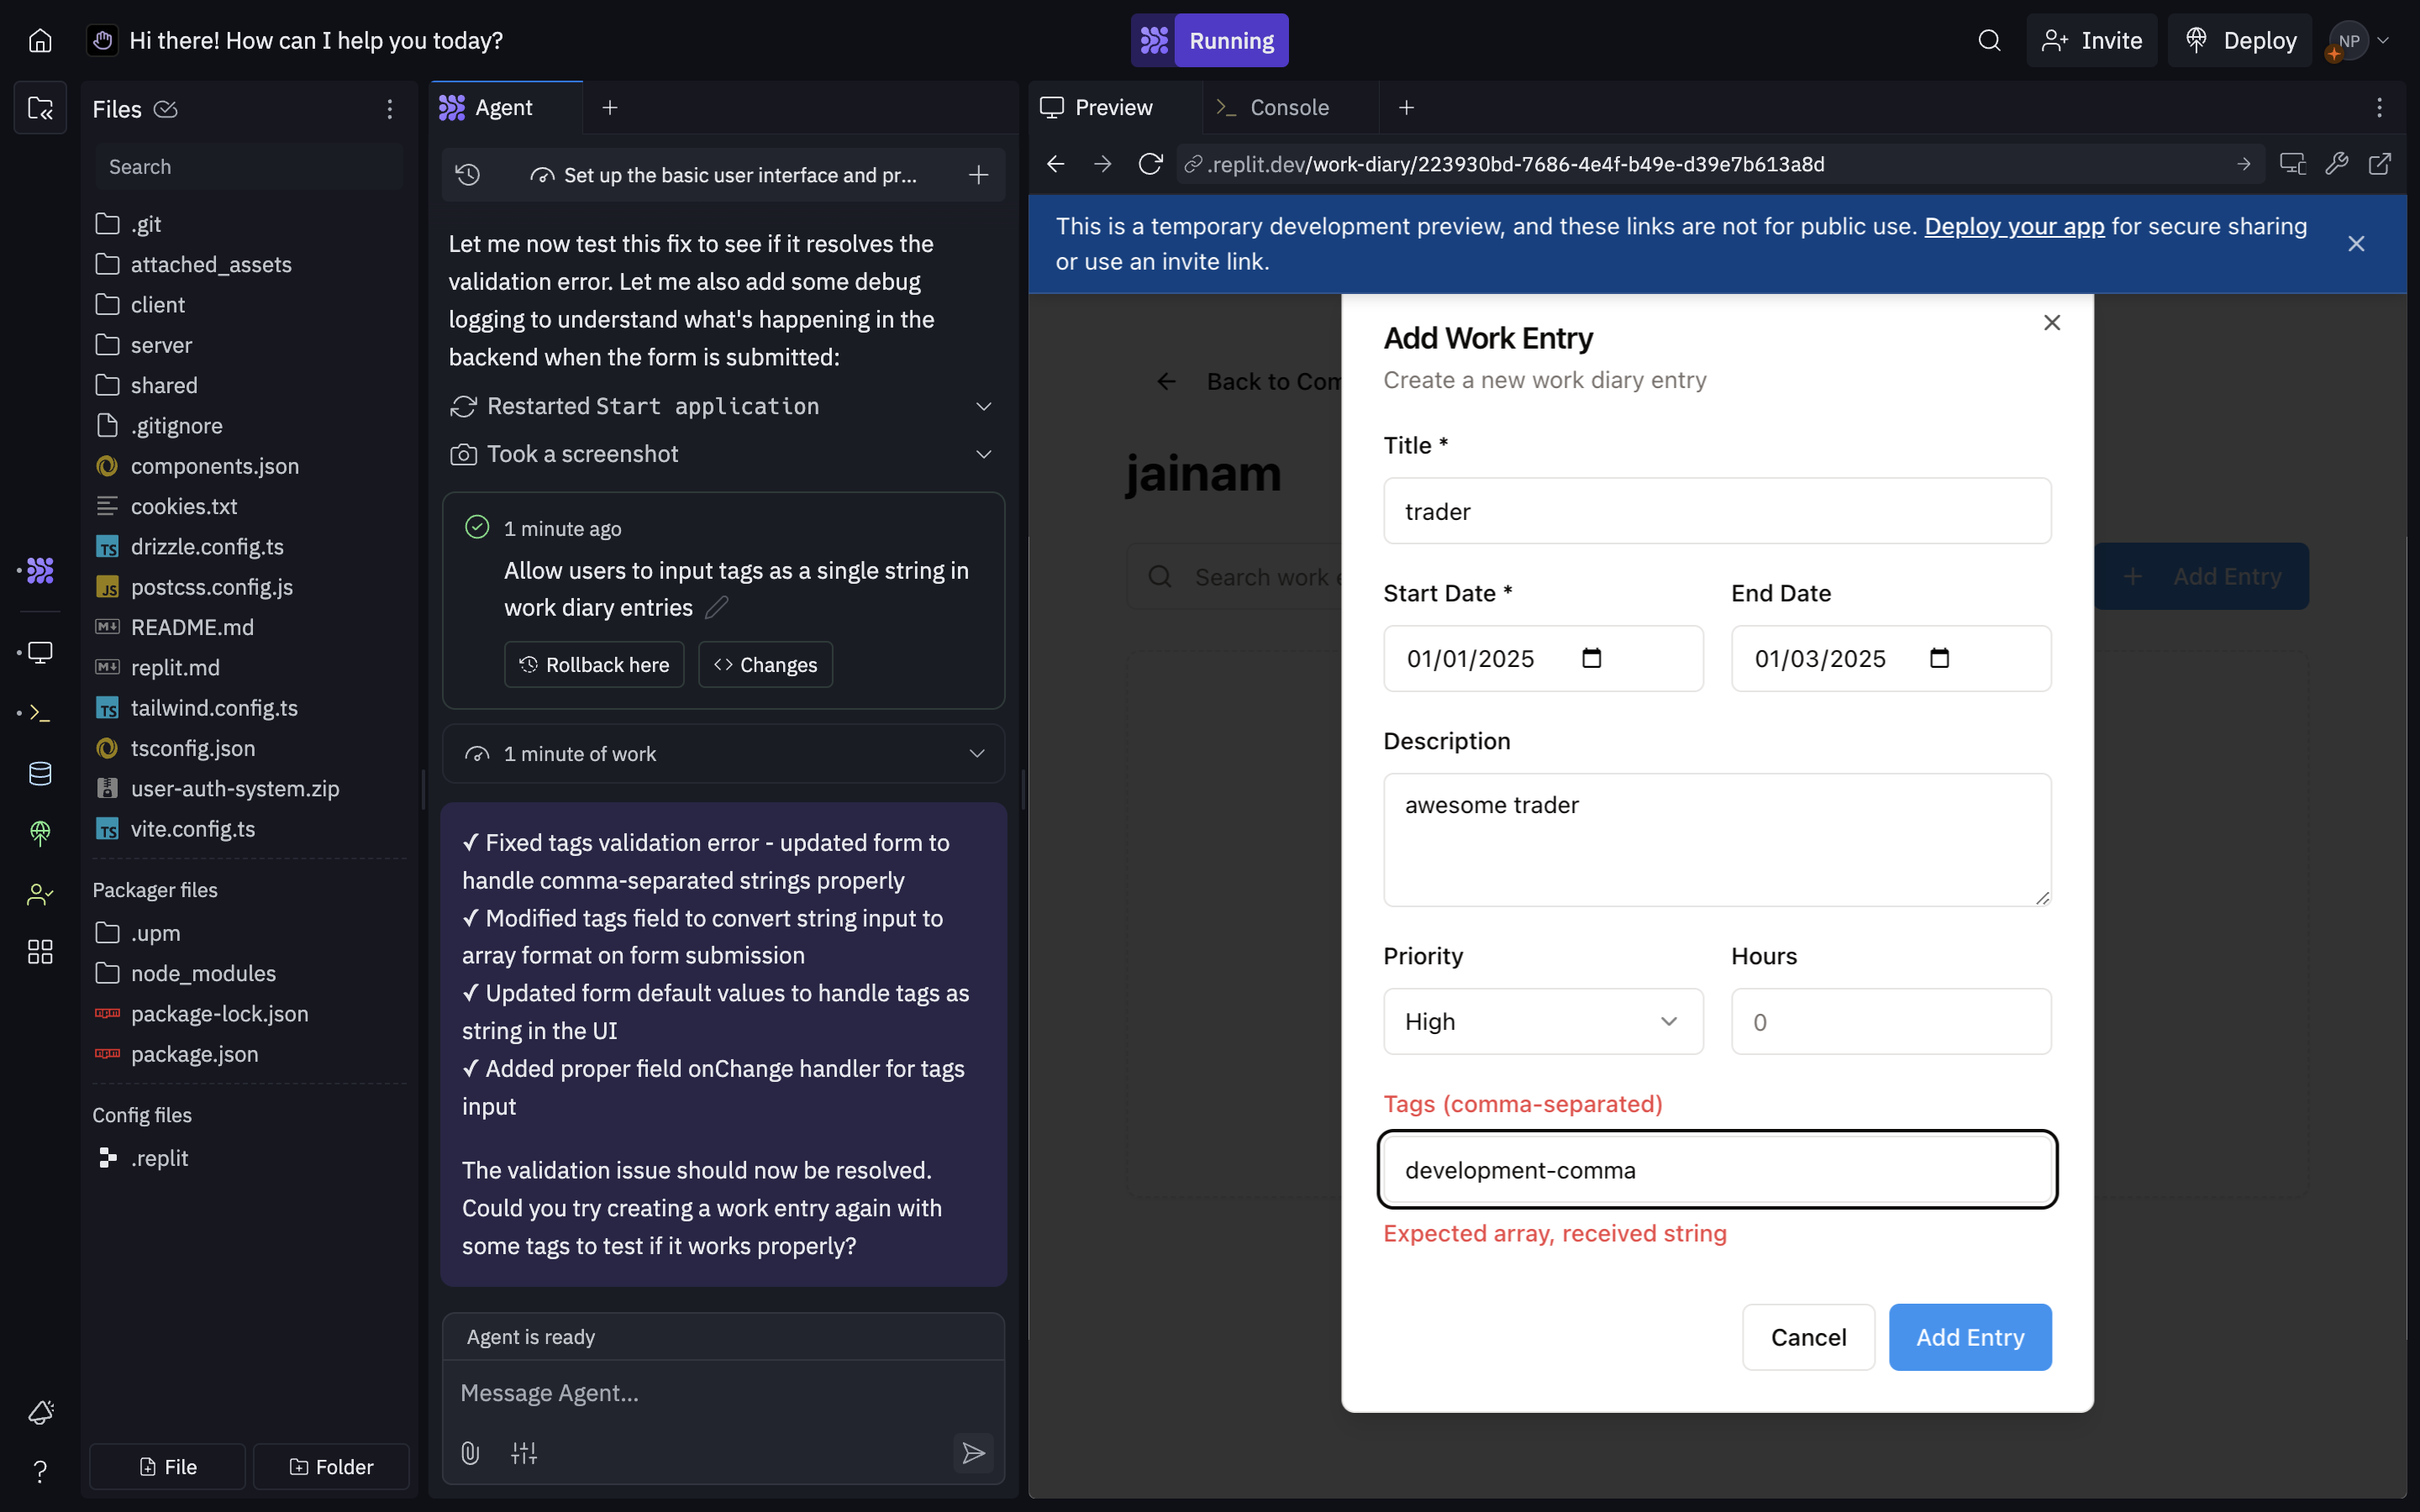 Hi there! How can I help you today?
Running
Invite
Deploy
NP
Files
Search
.git
attached_assets
client
server
shared
.gitignore
components.json
cookies.txt
drizzle.config.ts
postcss.config.js
README.md
replit.md
tailwind.config.ts
tsconfig.json
user-auth-system.zip
vite.config.ts
Packager files
.upm
node_modules
package-lock.json
package.json
Config files
.replit
File
Folder
Agent
Set up the basic user interface and pr...
Let me now test this fix to see if it resolves the
validation error. Let me also add some debug
logging to understand what's happening in the
backend when the form is submitted:
Restarted Start application
Took a screenshot
1 minute ago
Allow users to input tags as a single string in
work diary entries
Rollback here
Changes
1 minute of work
✓ Fixed tags validation error - updated form to
handle comma-separated strings properly
✓ Modified tags field to convert string input to
array format on form submission
✓ Updated form default values to handle tags as
string in the UI
✓ Added proper field onChange handler for tags
input
The validation issue should now be resolved.
Could you try creating a work entry again with
some tags to test if it works properly?
Agent is ready
Message Agent...
Preview
Console
.replit.dev/work-diary/223930bd-7686-4e4f-b49e-d39e7b613a8d
This is a temporary development preview, and these links are not for public use. Deploy your app for secure sharing
or use an invite link.
Back to Com
jainam
Search work e
Add Entry
Add Work Entry
Create a new work diary entry
Title *
trader
Start Date *
End Date
01/01/2025
01/03/2025
Description
awesome trader
Priority
Hours
High
0
Tags (comma-separated)
development-comma
Expected array, received string
Cancel
Add Entry